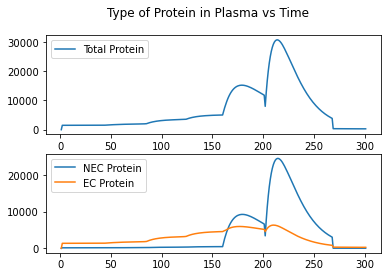 Type of Protein in Plasma vs Time
30000
Total Protein
20000
10000
0
0 50 100 150 200 250 300
NEC Protein
EC Protein
20000
10000
0
0 50 100 150 200 250 300